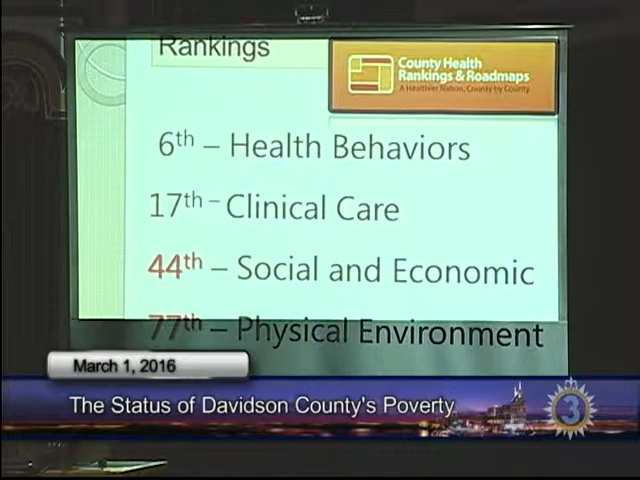 Rankings
County Health
Rankings & Roadmaps
A Healthier Nation, County by County
6th – Health Behaviors
17th – Clinical Care
44th – Social and Economic
77th – Physical Environment
March 1, 2016
The Status of Davidson County's Poverty
3